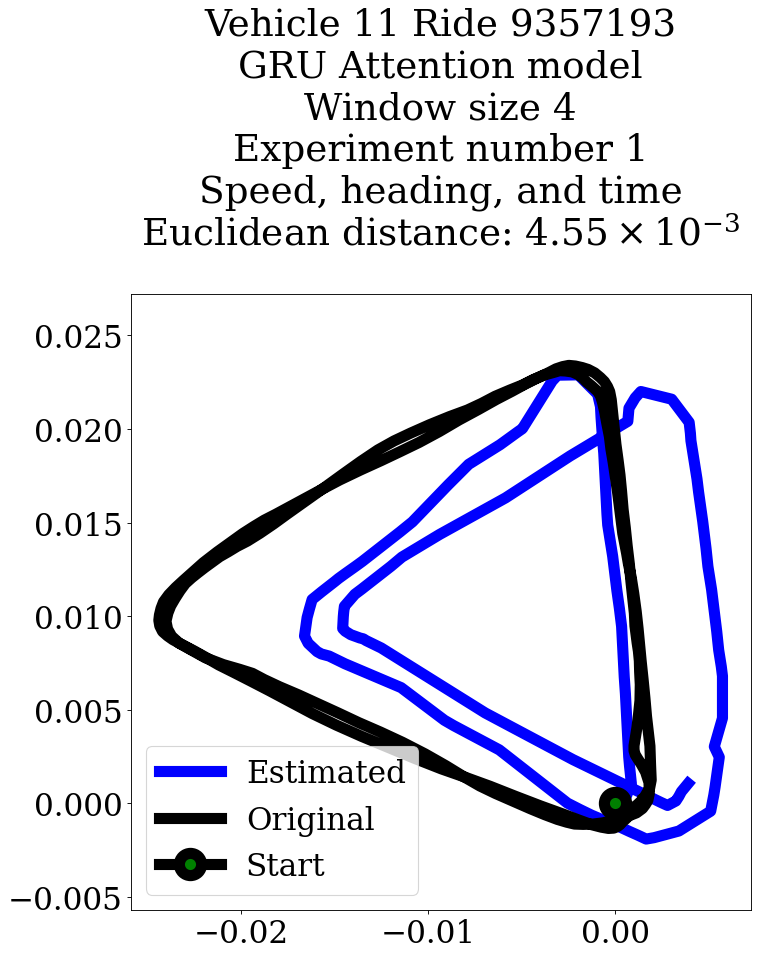 Vehicle 11 Ride 9357193
GRU Attention model
Window size 4
Experiment number 1
Speed, heading, and time
Euclidean distance: 4.55 × 10⁻³
0.025
0.020
0.015
0.010
0.005
0.000
−0.005
Estimated
Original
Start
−0.02 −0.01 0.00